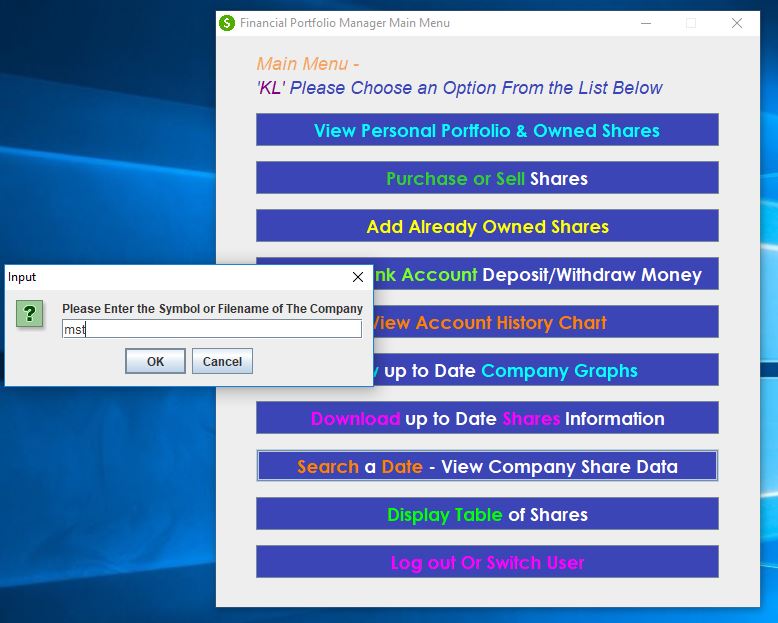 Financial Portfolio Manager Main Menu
Main Menu -
'KL' Please Choose an Option From the List Below
View Personal Portfolio & Owned Shares
Purchase or Sell Shares
Add Already Owned Shares
Account Deposit/Withdraw Money
View Account History Chart
up to Date Company Graphs
Download up to Date Shares Information
Search a Date - View Company Share Data
Display Table of Shares
Log out Or Switch User
Input
Please Enter the Symbol or Filename of The Company
mst
OK
Cancel